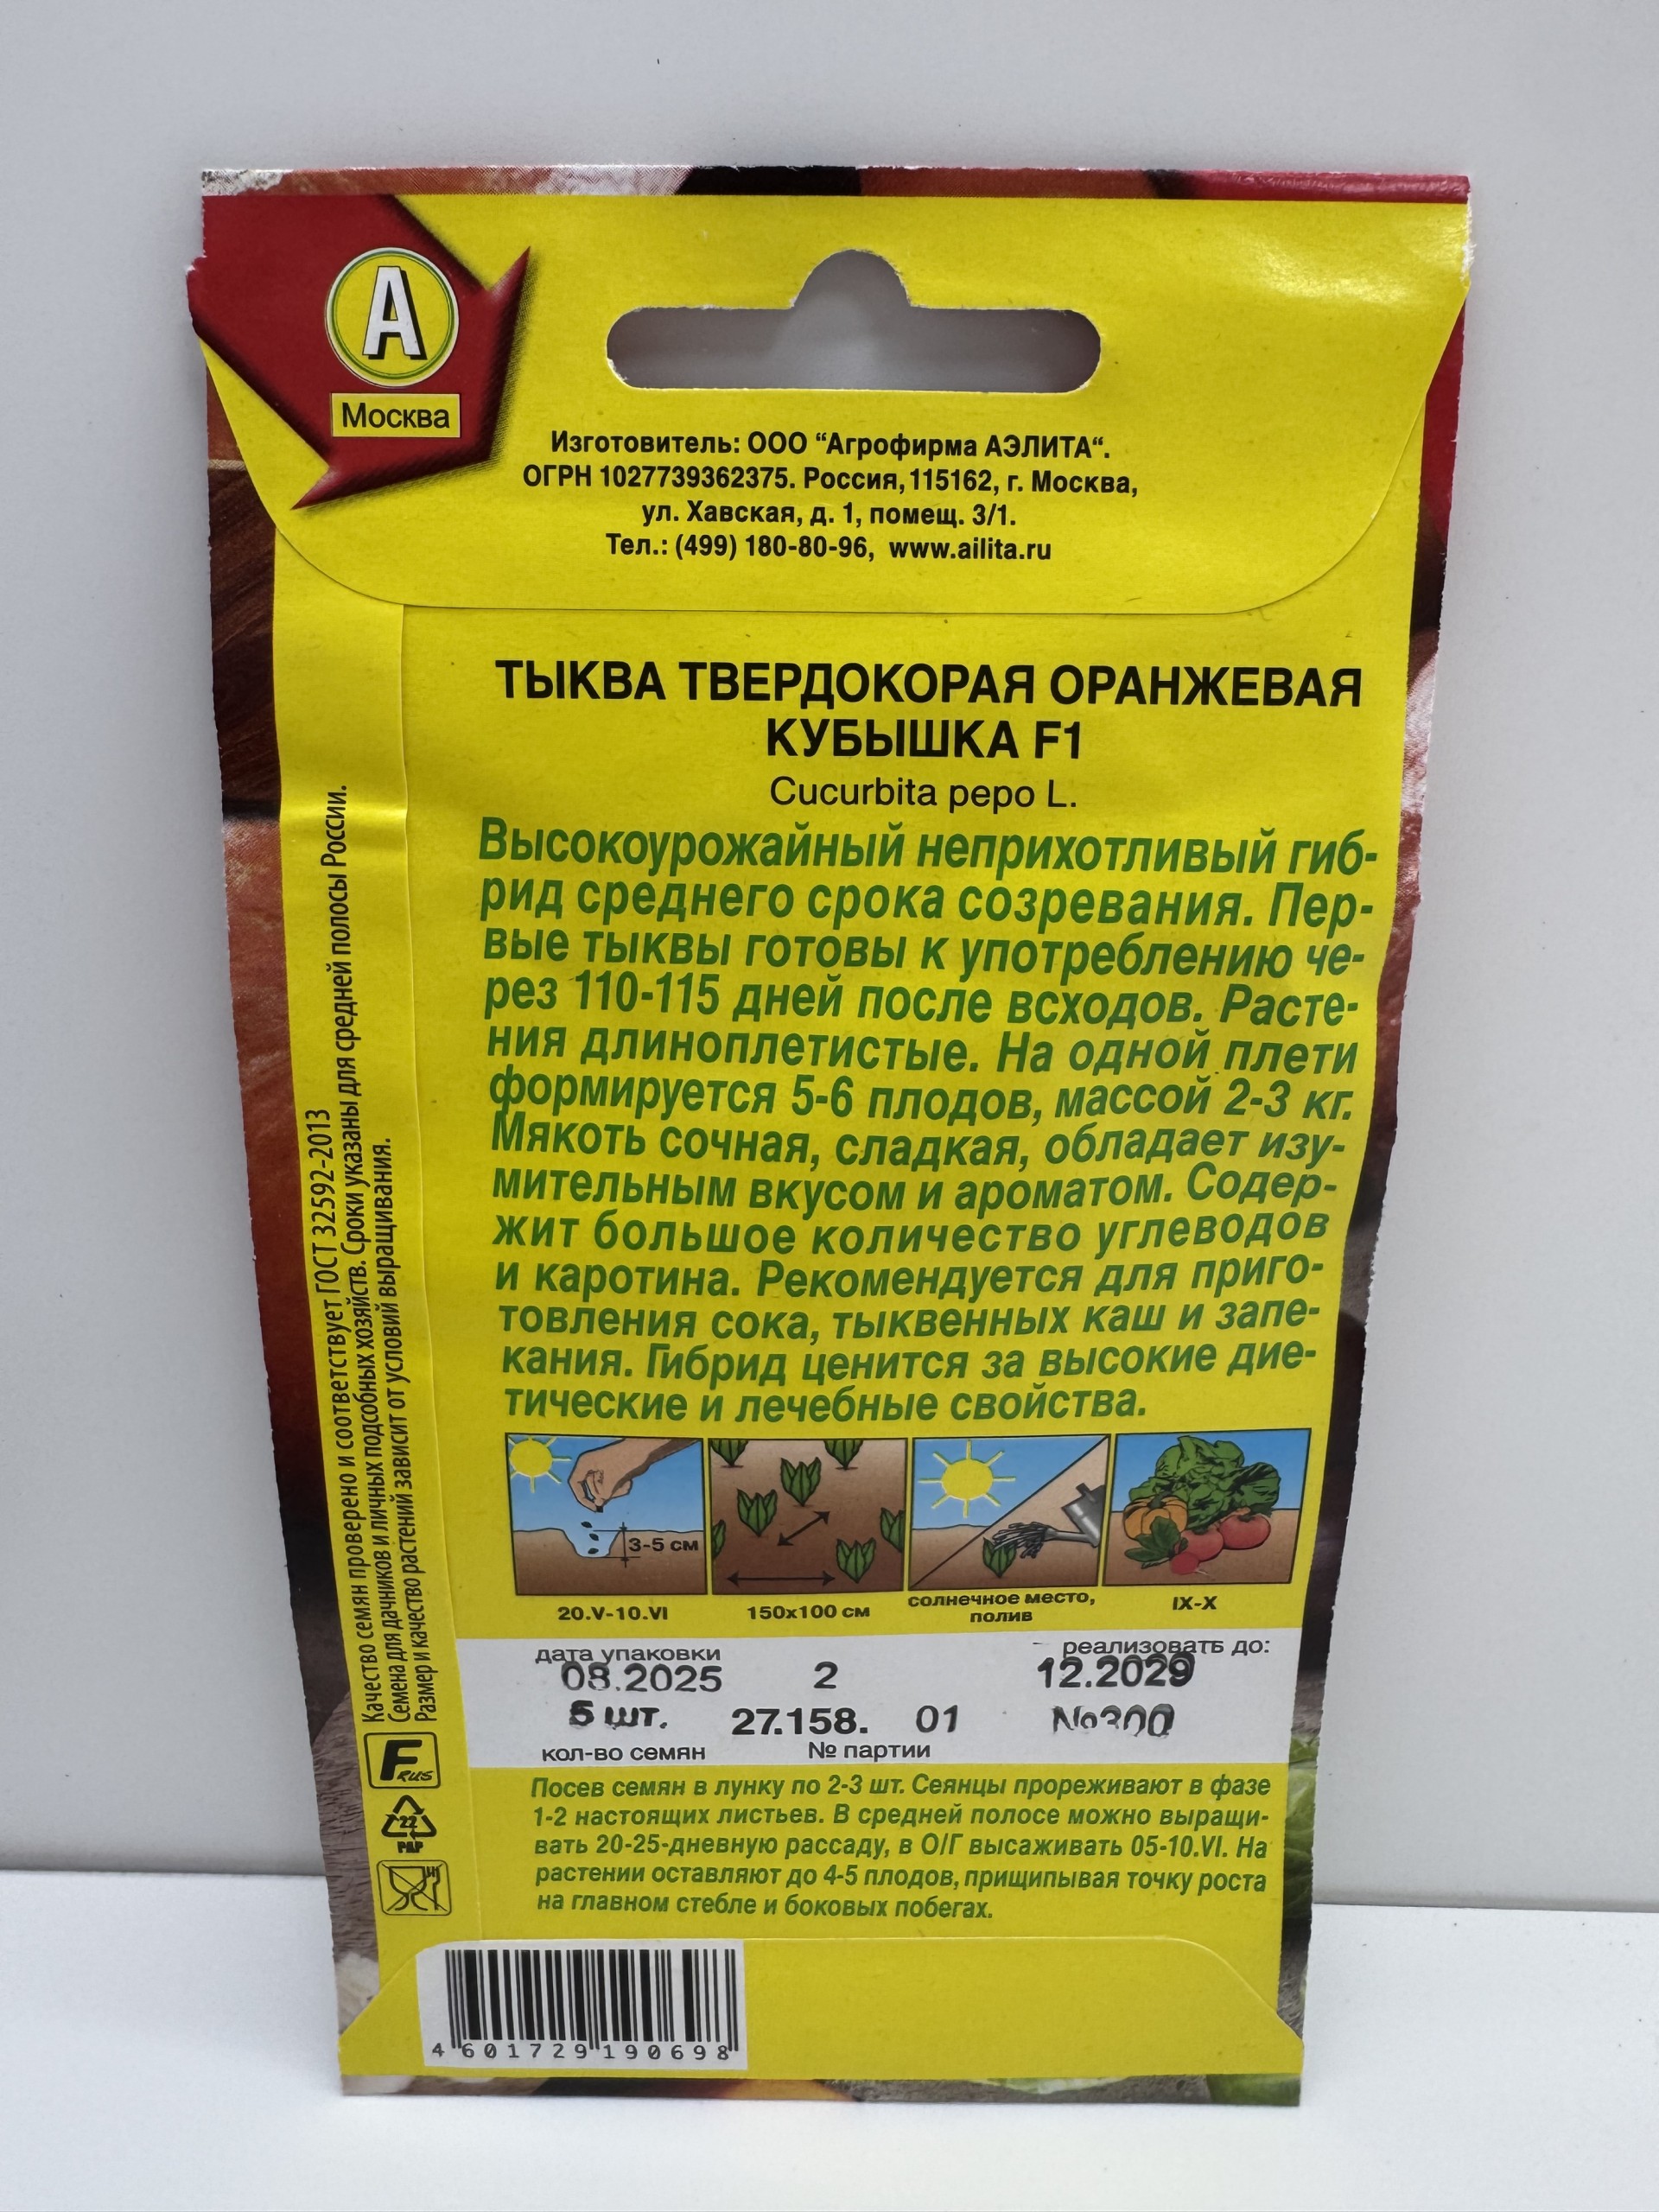 А
Москва
Изготовитель: ООО “Агрофирма АЭЛИТА“.
ОГРН 1027739362375. Россия, 115162, г. Москва,
ул. Хавская, д. 1, помещ. 3/1.
Тел.: (499) 180-80-96, www.ailita.ru
ТЫКВА ТВЕРДОКОРАЯ ОРАНЖЕВАЯ
КУБЫШКА F1
Cucurbita pepo L.
Высокоурожайный неприхотливый гиб-
рид среднего срока созревания. Пер-
вые тыквы готовы к употреблению че-
рез 110-115 дней после всходов. Расте-
ния длиноплетистые. На одной плети
формируется 5-6 плодов, массой 2-3 кг.
Мякоть сочная, сладкая, обладает изу-
мительным вкусом и ароматом. Содер-
жит большое количество углеводов
и каротина. Рекомендуется для приго-
товления сока, тыквенных каш и запе-
кания. Гибрид ценится за высокие дие-
тические и лечебные свойства.
3-5 см
20.V-10.VI
150x100 см
солнечное место,
полив
IX-X
дата упаковки
реализовать до:
08.2025 2 12.2029
5 шт. 27.158. 01 №300
кол-во семян № партии
Посев семян в лунку по 2-3 шт. Сеянцы прореживают в фазе
1-2 настоящих листьев. В средней полосе можно выращи-
вать 20-25-дневную рассаду, в О/Г высаживать 05-10.VI. На
растении оставляют до 4-5 плодов, прищипывая точку роста
на главном стебле и боковых побегах.
Качество семян проверено и соответствует ГОСТ 32592-2013
Семена для дачников и личных подсобных хозяйств. Сроки указаны для средней полосы России.
Размер и качество растений зависит от условий выращивания.
F RUS
22
PAP
4 601729 190698